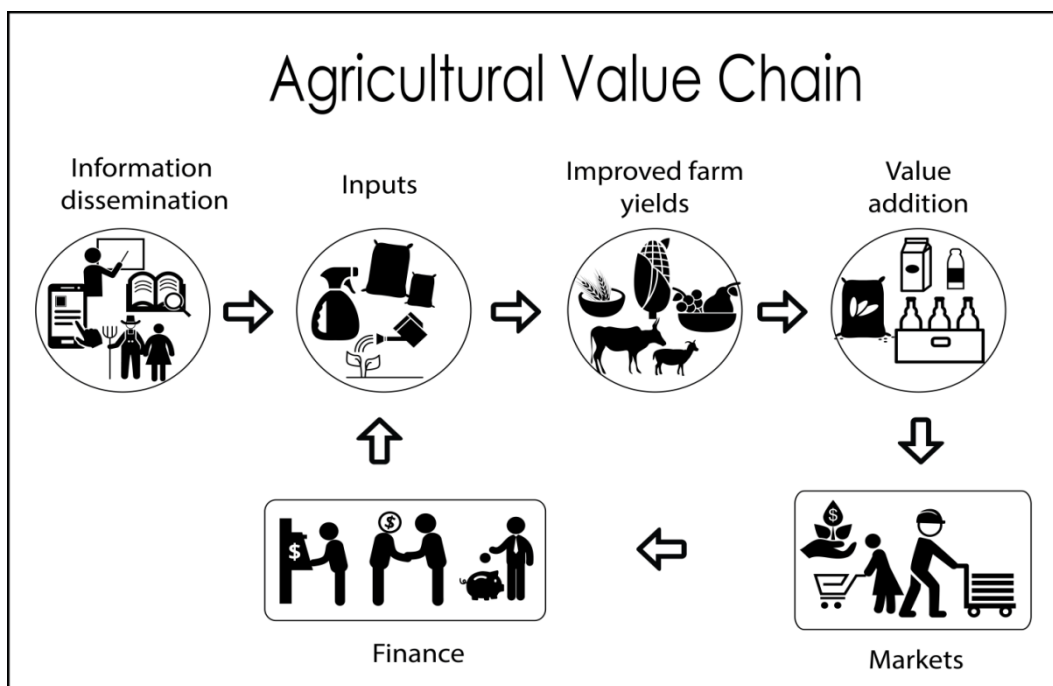 Agricultural Value Chain
Information
dissemination
Inputs
Improved farm
yields
Value
addition
$
$
$
Finance
Markets